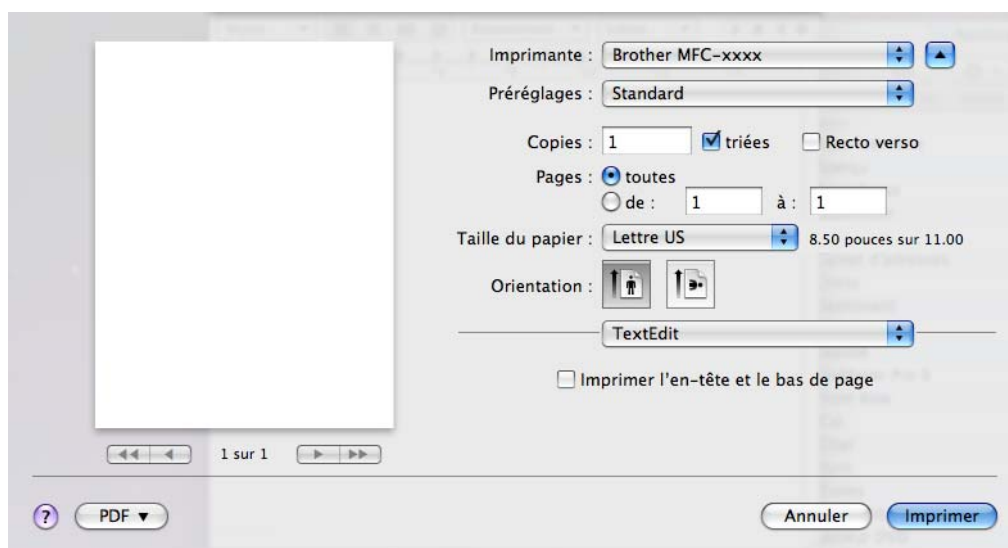 Imprimante : Brother MFC-xxxx
Préréglages : Standard
Copies : 1 triées Recto verso
Pages : toutes
de : 1 à : 1
Taille du papier : Lettre US 8.50 pouces sur 11.00
Orientation :
TextEdit
Imprimer l'en-tête et le bas de page
1 sur 1
? PDF Annuler Imprimer